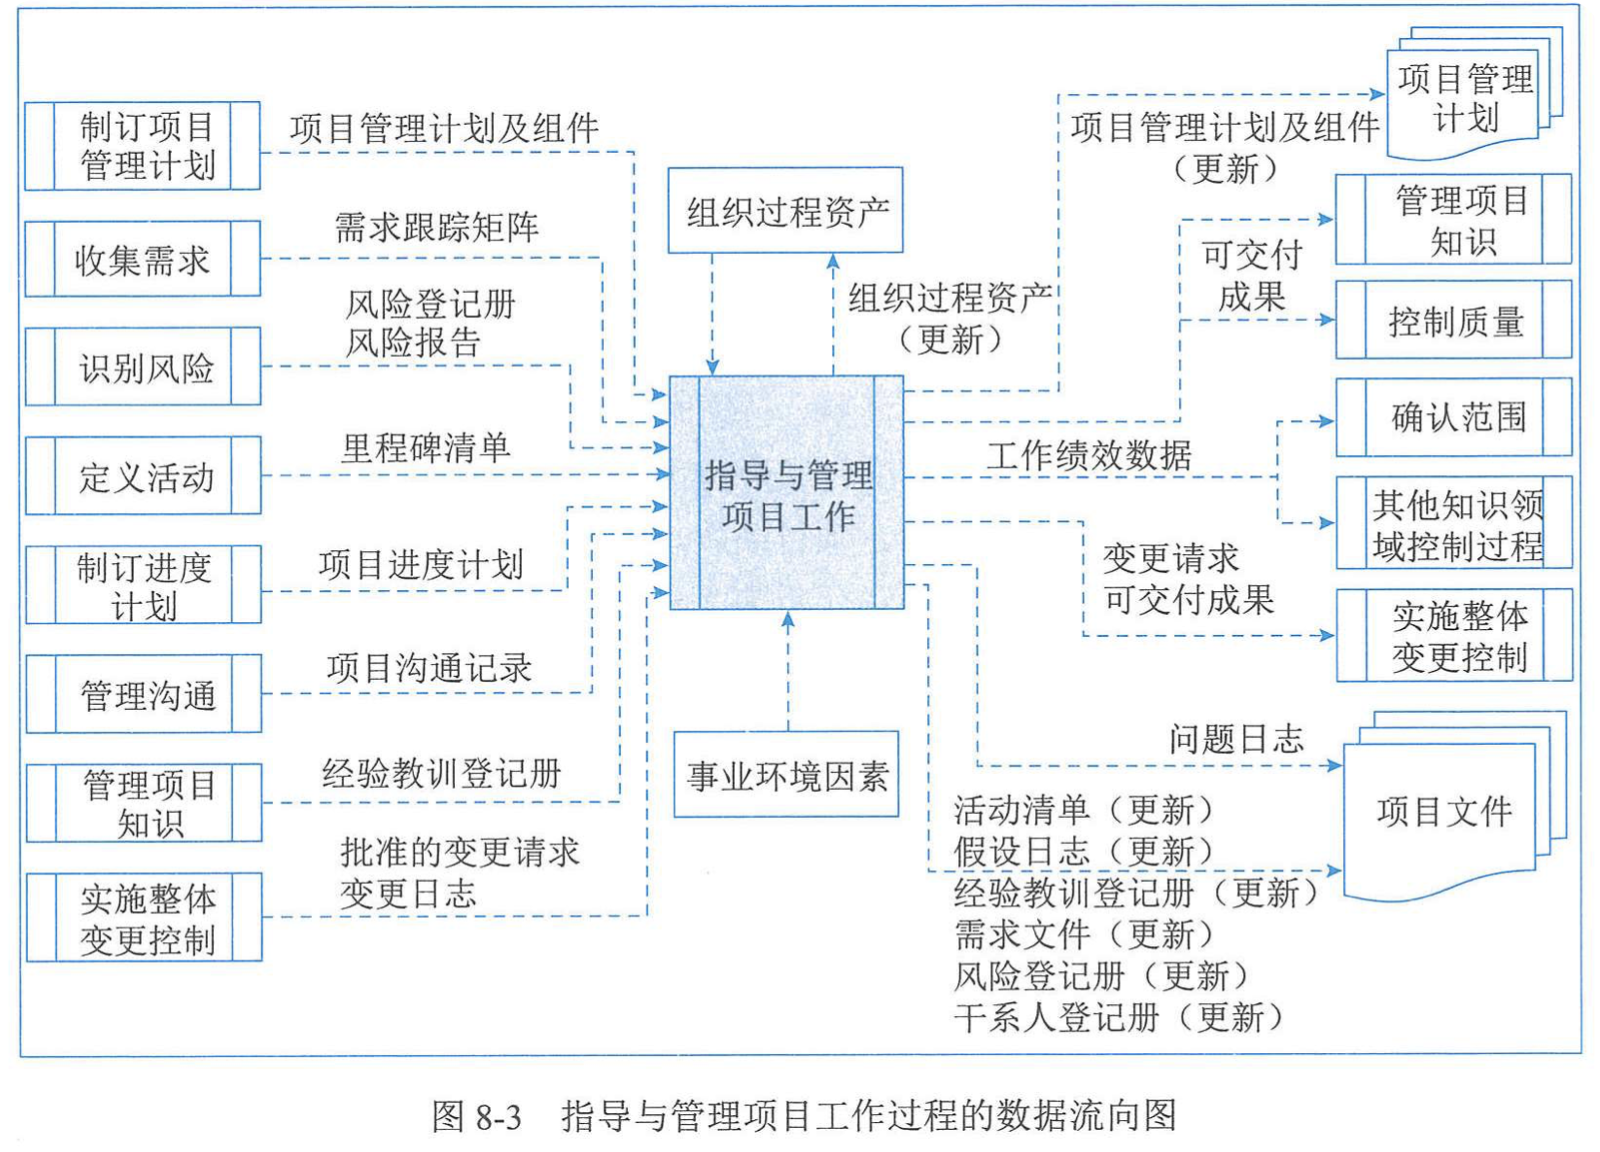 制订项目
管理计划
项目管理计划及组件
收集需求
需求跟踪矩阵
识别风险
风险登记册
风险报告
定义活动
里程碑清单
制订进度
计划
项目进度计划
管理沟通
项目沟通记录
管理项目
知识
经验教训登记册
实施整体
变更控制
批准的变更请求
变更日志
组织过程资产
组织过程资产
（更新）
指导与管理
项目工作
事业环境因素
项目管理计划及组件
（更新）
项目管理
计划
可交付
成果
管理项目
知识
控制质量
工作绩效数据
确认范围
其他知识领
域控制过程
变更请求
可交付成果
实施整体
变更控制
问题日志
活动清单（更新）
假设日志（更新）
经验教训登记册（更新）
需求文件（更新）
风险登记册（更新）
干系人登记册（更新）
项目文件
图 8-3 指导与管理项目工作过程的数据流向图